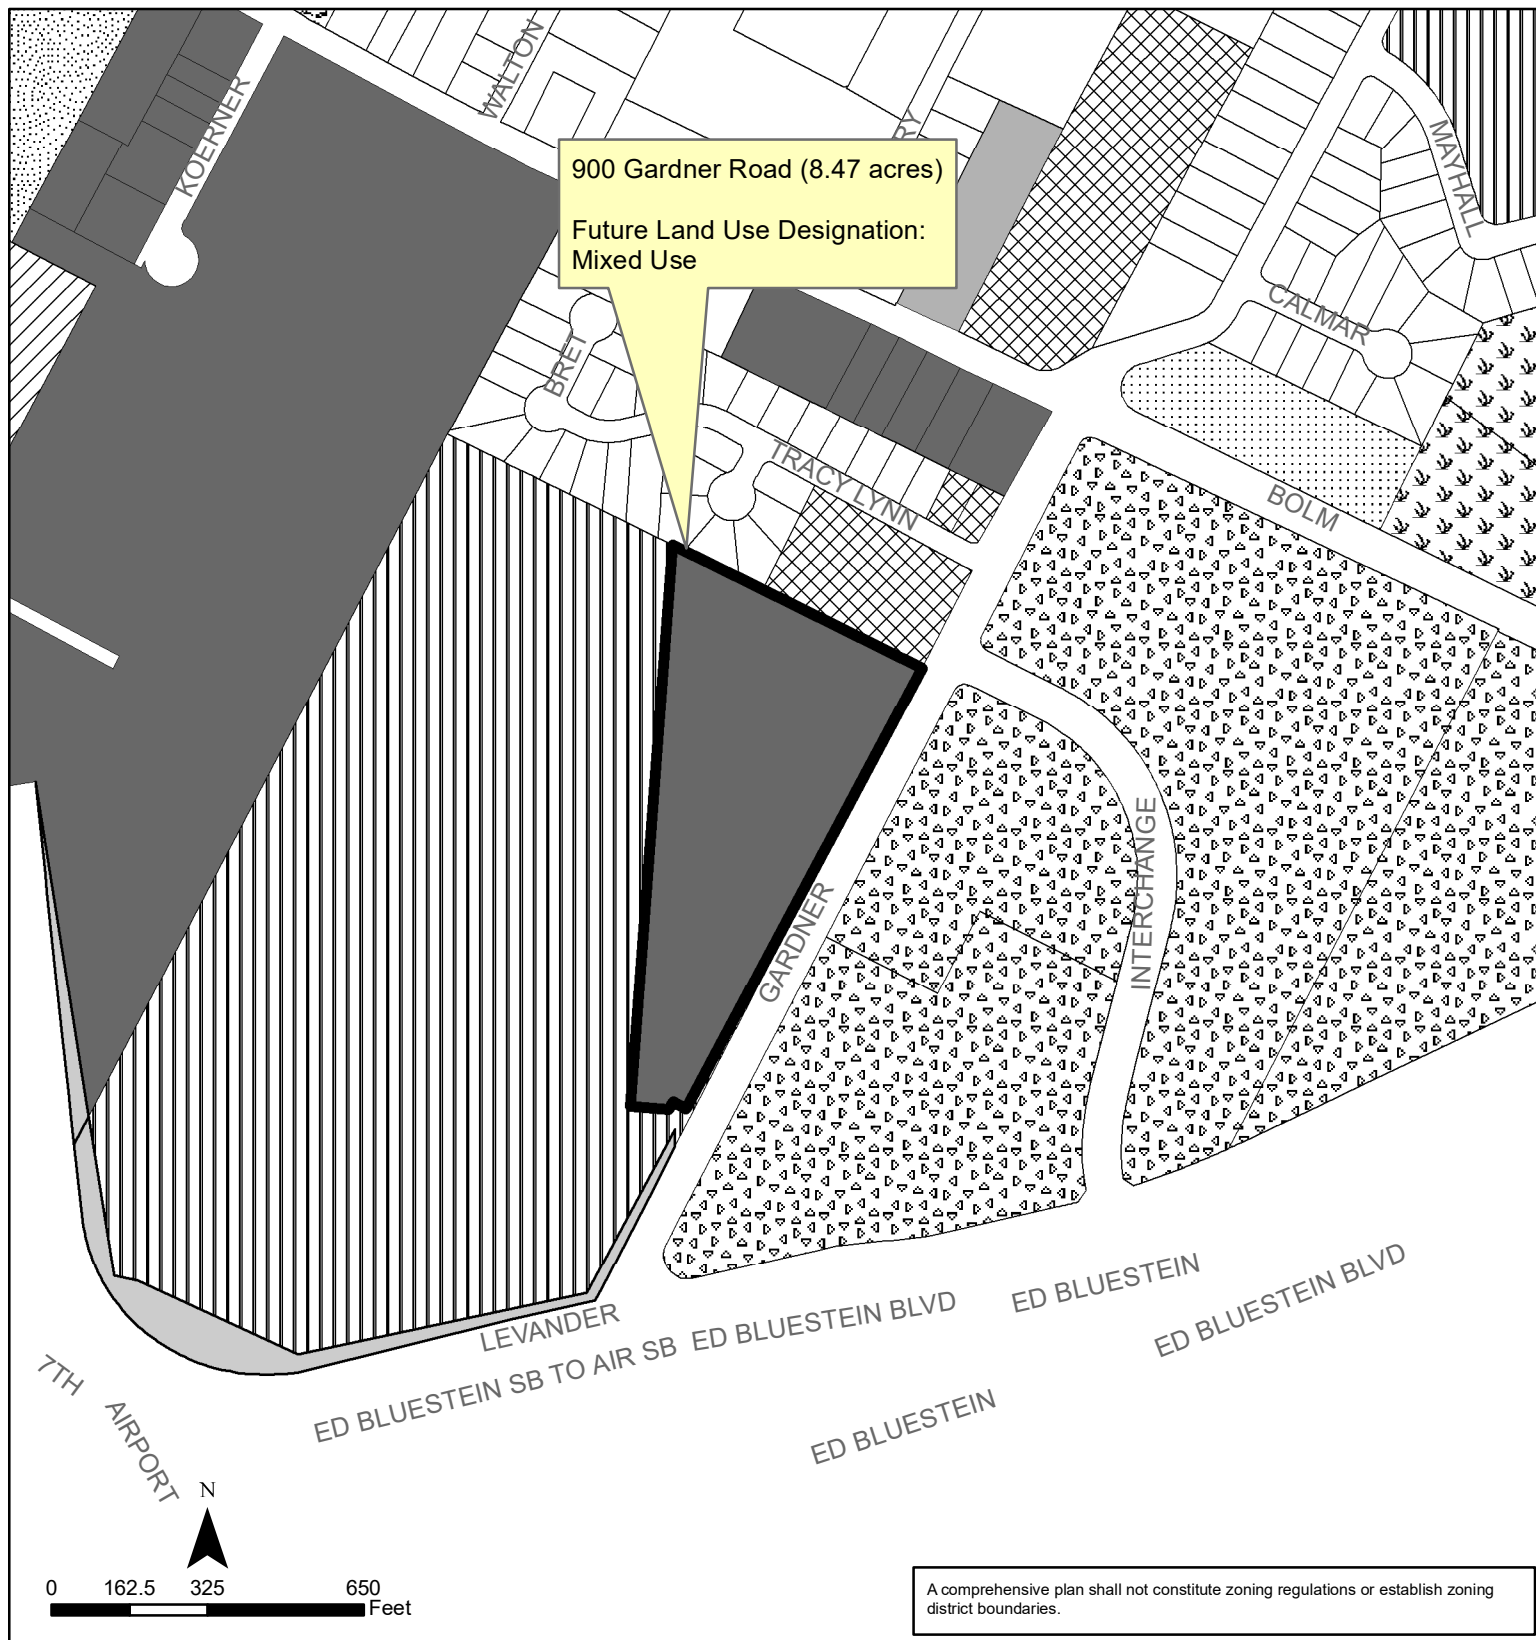 WALTON
KOERNER
RY
MAYHALL
900 Gardner Road (8.47 acres)
Future Land Use Designation:
Mixed Use
CALMAR
BRET
TRACY LYNN
BOLM
INTERCHANGE
GARDNER
LEVANDER
ED BLUESTEIN SB TO AIR SB
ED BLUESTEIN BLVD
ED BLUESTEIN
ED BLUESTEIN BLVD
ED BLUESTEIN
7TH
AIRPORT
N
0 162.5 325 650
Feet
A comprehensive plan shall not constitute zoning regulations or establish zoning
district boundaries.